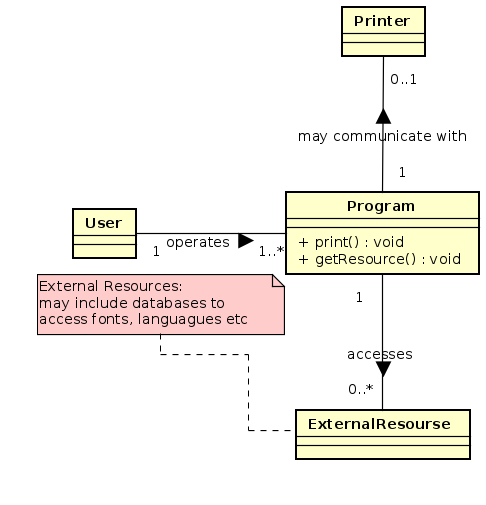 Printer
0..1
may communicate with
1
Program
+ print() : void
+ getResource() : void
User
1
operates
1..*
External Resources:
may include databases to
access fonts, languagues etc
1
accesses
0..*
ExternalResourse